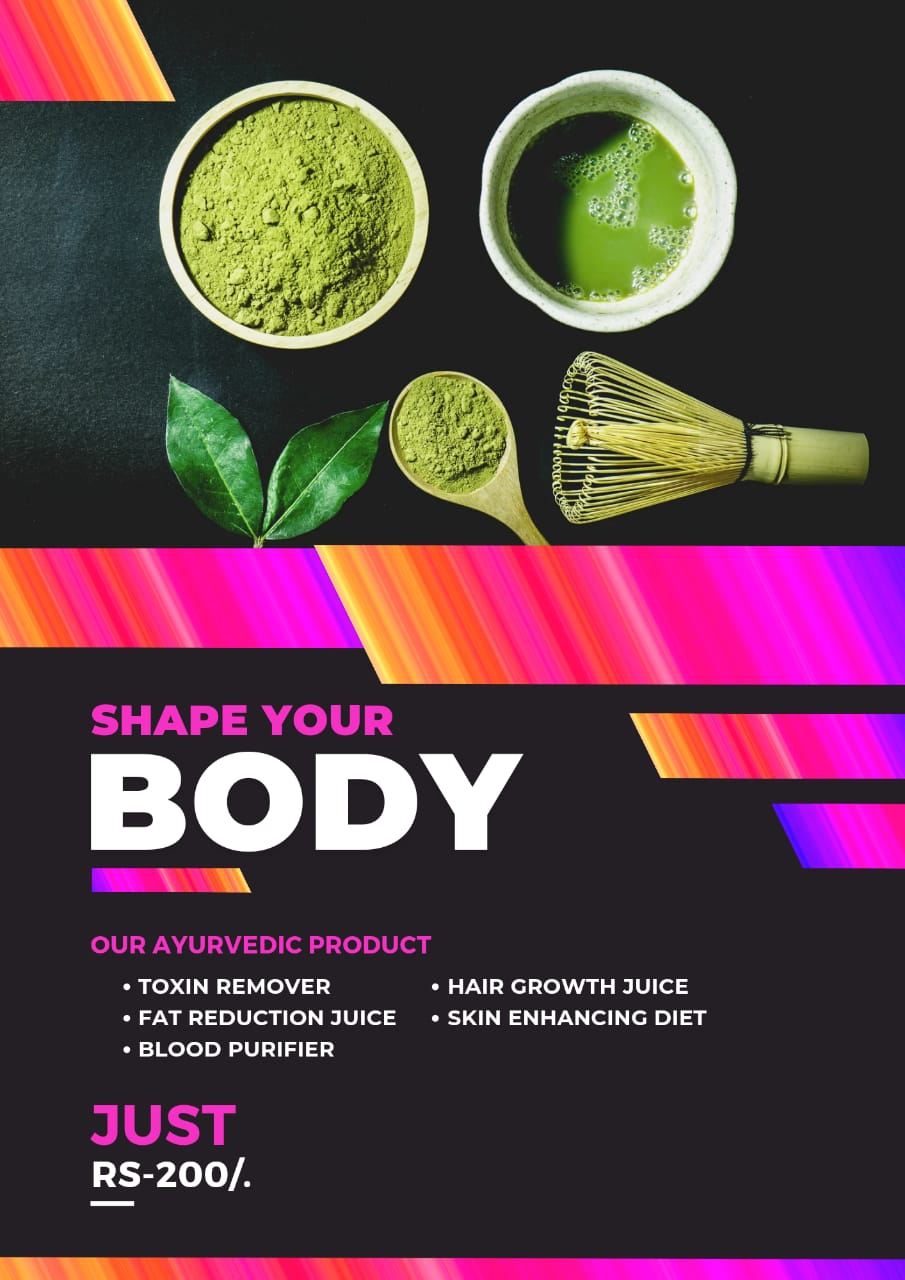 SHAPE YOUR
BODY
OUR AYURVEDIC PRODUCT
• TOXIN REMOVER
• FAT REDUCTION JUICE
• BLOOD PURIFIER
• HAIR GROWTH JUICE
• SKIN ENHANCING DIET
JUST
RS-200/.